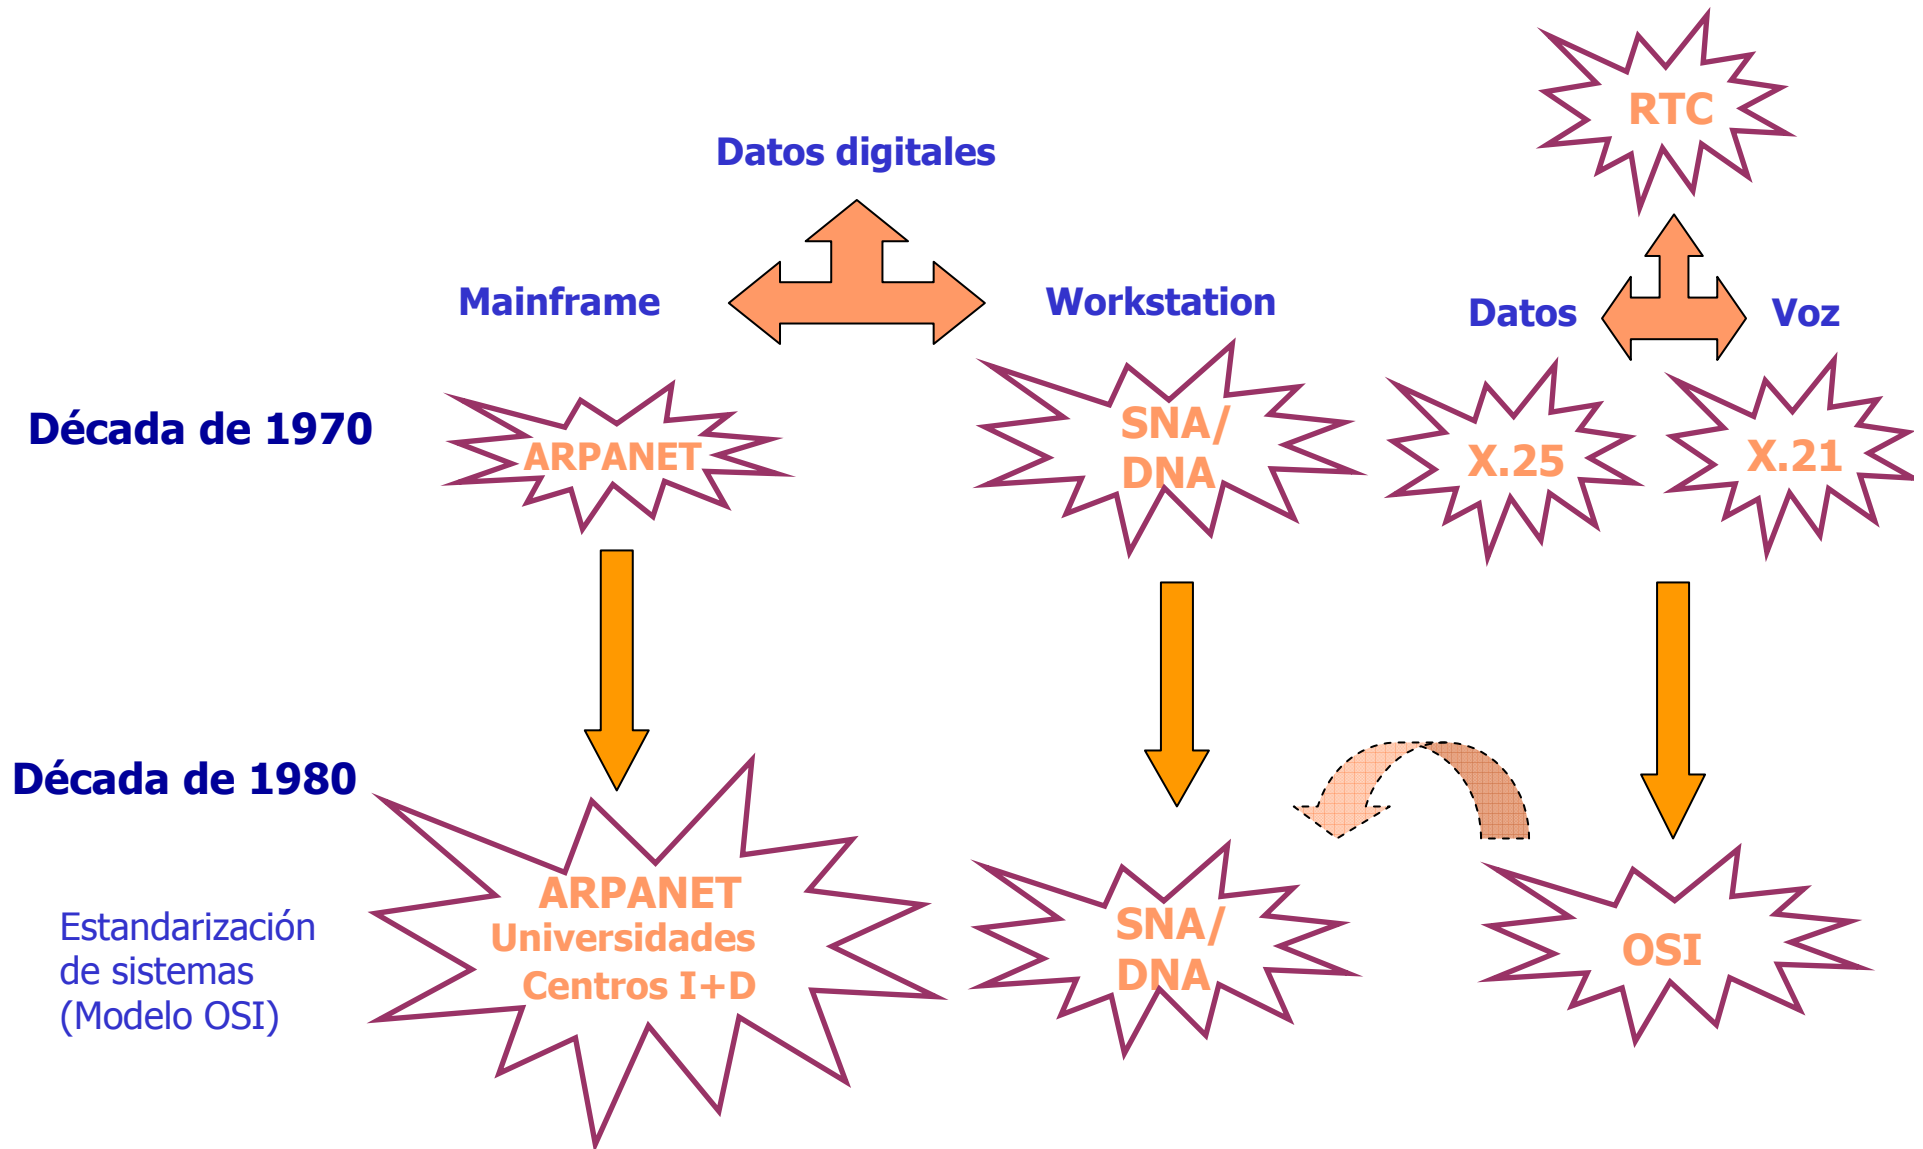 RTC
Datos digitales
Mainframe
Workstation
Datos
Voz
Década de 1970
ARPANET
SNA/
DNA
X.25
X.21
Década de 1980
Estandarización
de sistemas
(Modelo OSI)
ARPANET
Universidades
Centros I+D
SNA/
DNA
OSI